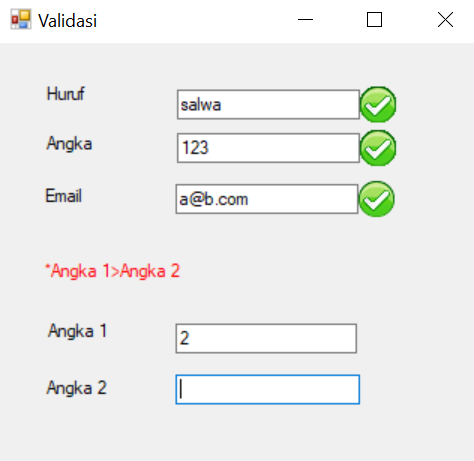 Validasi
Huruf salwa
Angka 123
Email a@b.com
*Angka 1>Angka 2
Angka 1 2
Angka 2